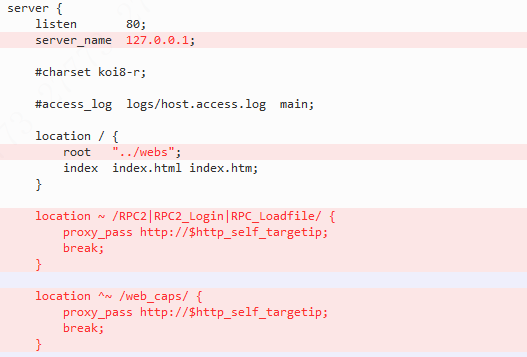 server {
listen 80;
server_name 127.0.0.1;
#charset koi8-r;
#access_log logs/host.access.log main;
location / {
root "../webs";
index index.html index.htm;
}
location ~ /RPC2|RPC2_Login|RPC_Loadfile/ {
proxy_pass http://$http_self_targetip;
break;
}
location ^~ /web_caps/ {
proxy_pass http://$http_self_targetip;
break;
}